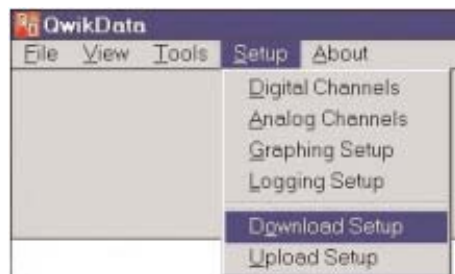 QwikData
File View Tools Setup About
Digital Channels
Analog Channels
Graphing Setup
Logging Setup
Download Setup
Upload Setup